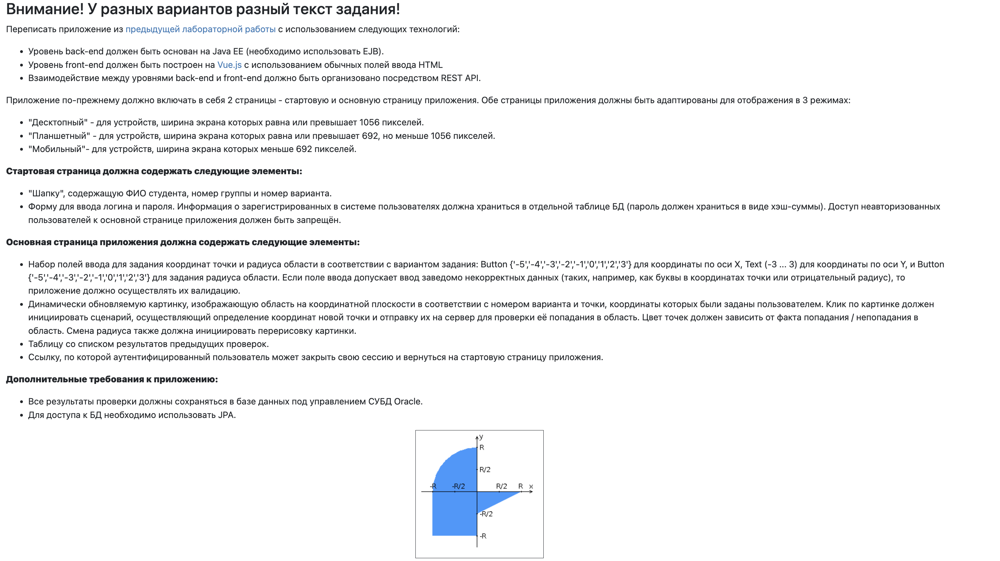 Внимание! У разных вариантов разный текст задания!
Переписать приложение из предыдущей лабораторной работы с использованием следующих технологий:
• Уровень back-end должен быть основан на Java EE (необходимо использовать EJB).
• Уровень front-end должен быть построен на Vue.js с использованием обычных полей ввода HTML
• Взаимодействие между уровнями back-end и front-end должно быть организовано посредством REST API.
Приложение по-прежнему должно включать в себя 2 страницы - стартовую и основную страницу приложения. Обе страницы приложения должны быть адаптированы для отображения в 3 режимах:
• "Десктопный" - для устройств, ширина экрана которых равна или превышает 1056 пикселей.
• "Планшетный" - для устройств, ширина экрана которых равна или превышает 692, но меньше 1056 пикселей.
• "Мобильный"- для устройств, ширина экрана которых меньше 692 пикселей.
Стартовая страница должна содержать следующие элементы:
• "Шапку", содержащую ФИО студента, номер группы и номер варианта.
• Форму для ввода логина и пароля. Информация о зарегистрированных в системе пользователях должна храниться в отдельной таблице БД (пароль должен храниться в виде хэш-суммы). Доступ неавторизованных
пользователей к основной странице приложения должен быть запрещён.
Основная страница приложения должна содержать следующие элементы:
• Набор полей ввода для задания координат точки и радиуса области в соответствии с вариантом задания: Button {'-5','-4','-3','-2','-1','0','1','2','3'} для координаты по оси X, Text (-3 ... 3) для координаты по оси Y, и Button
{'-5','-4','-3','-2','-1','0','1','2','3'} для задания радиуса области. Если поле ввода допускает ввод заведомо некорректных данных (таких, например, как буквы в координатах точки или отрицательный радиус), то
приложение должно осуществлять их валидацию.
• Динамически обновляемую картинку, изображающую область на координатной плоскости в соответствии с номером варианта и точки, координаты которых были заданы пользователем. Клик по картинке должен
инициировать сценарий, осуществляющий определение координат новой точки и отправку их на сервер для проверки её попадания в область. Цвет точек должен зависить от факта попадания / непопадания в
область. Смена радиуса также должна инициировать перерисовку картинки.
• Таблицу со списком результатов предыдущих проверок.
• Ссылку, по которой аутентифицированный пользователь может закрыть свою сессию и вернуться на стартовую страницу приложения.
Дополнительные требования к приложению:
• Все результаты проверки должны сохраняться в базе данных под управлением СУБД Oracle.
• Для доступа к БД необходимо использовать JPA.
y
R
R/2
-R -R/2 R/2 R x
-R/2
-R